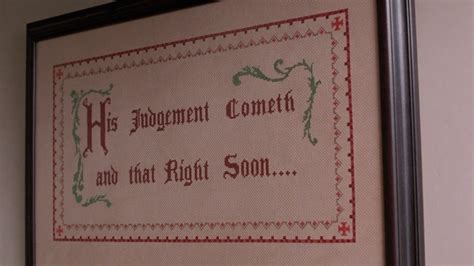 His Judgement Cometh
and that Right Soon....